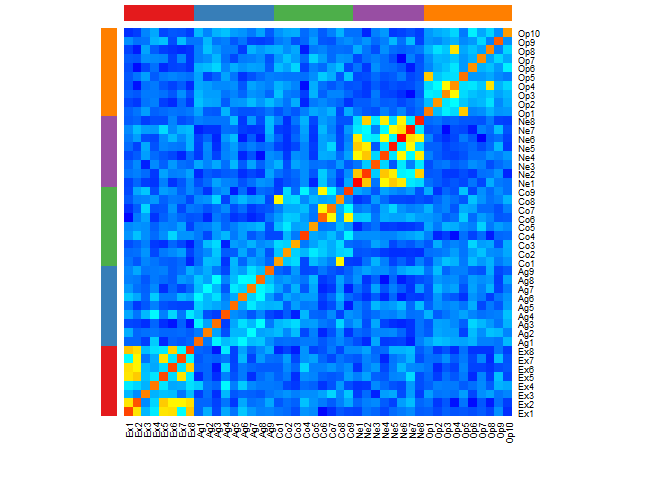 Op10
Op9
Op8
Op7
Op6
Op5
Op4
Op3
Op2
Op1
Ne8
Ne7
Ne6
Ne5
Ne4
Ne3
Ne2
Ne1
Co9
Co8
Co7
Co6
Co5
Co4
Co3
Co2
Co1
Ag9
Ag8
Ag7
Ag6
Ag5
Ag4
Ag3
Ag2
Ag1
Ex8
Ex7
Ex6
Ex5
Ex4
Ex3
Ex2
Ex1
Ex1
Ex2
Ex3
Ex4
Ex5
Ex6
Ex7
Ex8
Ag1
Ag2
Ag3
Ag4
Ag5
Ag6
Ag7
Ag8
Ag9
Co1
Co2
Co3
Co4
Co5
Co6
Co7
Co8
Co9
Ne1
Ne2
Ne3
Ne4
Ne5
Ne6
Ne7
Ne8
Op1
Op2
Op3
Op4
Op5
Op6
Op7
Op8
Op9
Op10